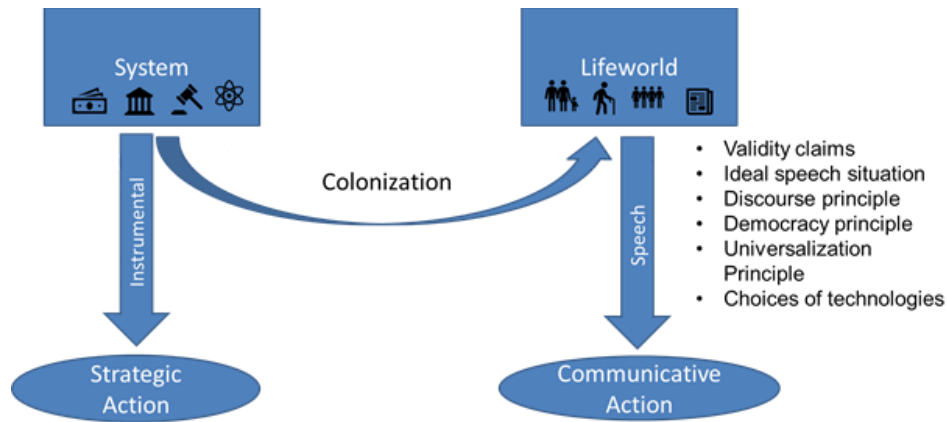 System
Lifeworld
Colonization
Instrumental
Speech
• Validity claims
• Ideal speech situation
• Discourse principle
• Democracy principle
• Universalization
Principle
• Choices of technologies
Strategic
Action
Communicative
Action